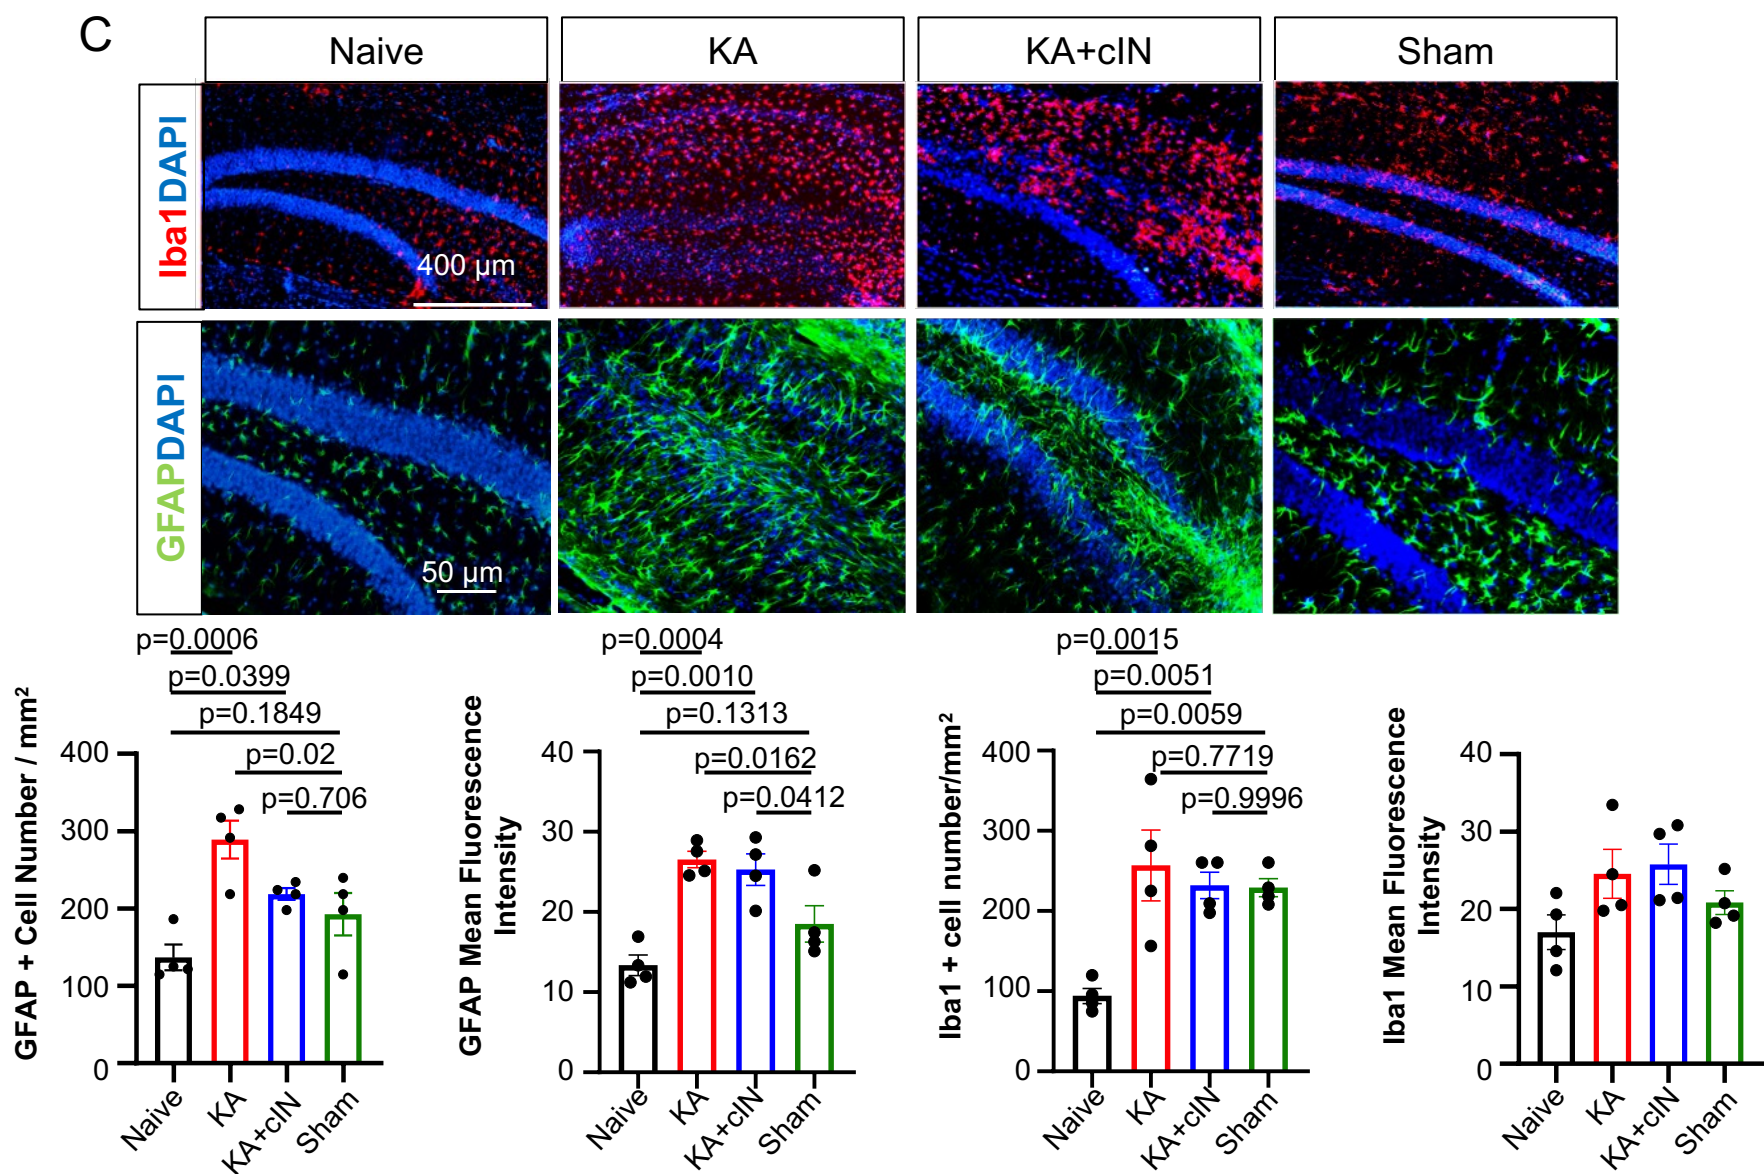 C
Naive
KA
KA+cIN
Sham
Iba1DAPI
400 µm
GFAPDAPI
50 µm
p=0.0006
p=0.0399
p=0.1849
p=0.02
p=0.706
GFAP + Cell Number / mm²
400
300
200
100
0
Naive
KA
KA+cIN
Sham
p=0.0004
p=0.0010
p=0.1313
p=0.0162
p=0.0412
GFAP Mean Fluorescence
Intensity
40
30
20
10
0
Naive
KA
KA+cIN
Sham
p=0.0015
p=0.0051
p=0.0059
p=0.7719
p=0.9996
Iba1 + cell number/mm²
400
300
200
100
0
Naive
KA
KA+cIN
Sham
Iba1 Mean Fluorescence
Intensity
40
30
20
10
0
Naive
KA
KA+cIN
Sham